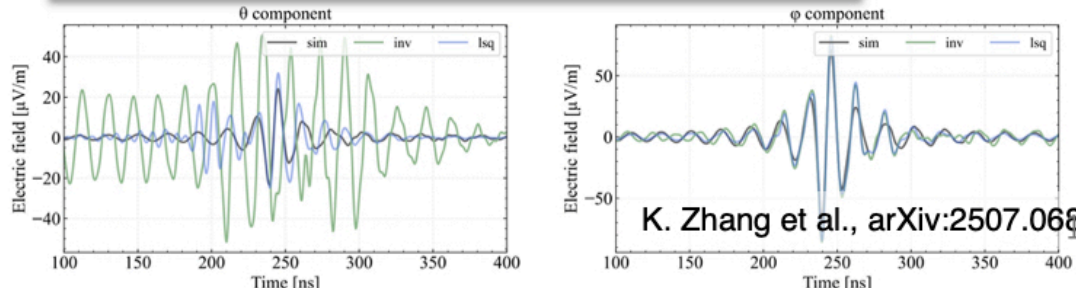 θ component
φ component
sim inv lsq
sim inv lsq
Electric field [μV/m]
40
20
0
−20
−40
100 150 200 250 300 350 400
Time [ns]
Electric field [μV/m]
50
0
−50
100 150 200 250 300 350 400
Time [ns]
K. Zhang et al., arXiv:2507.068